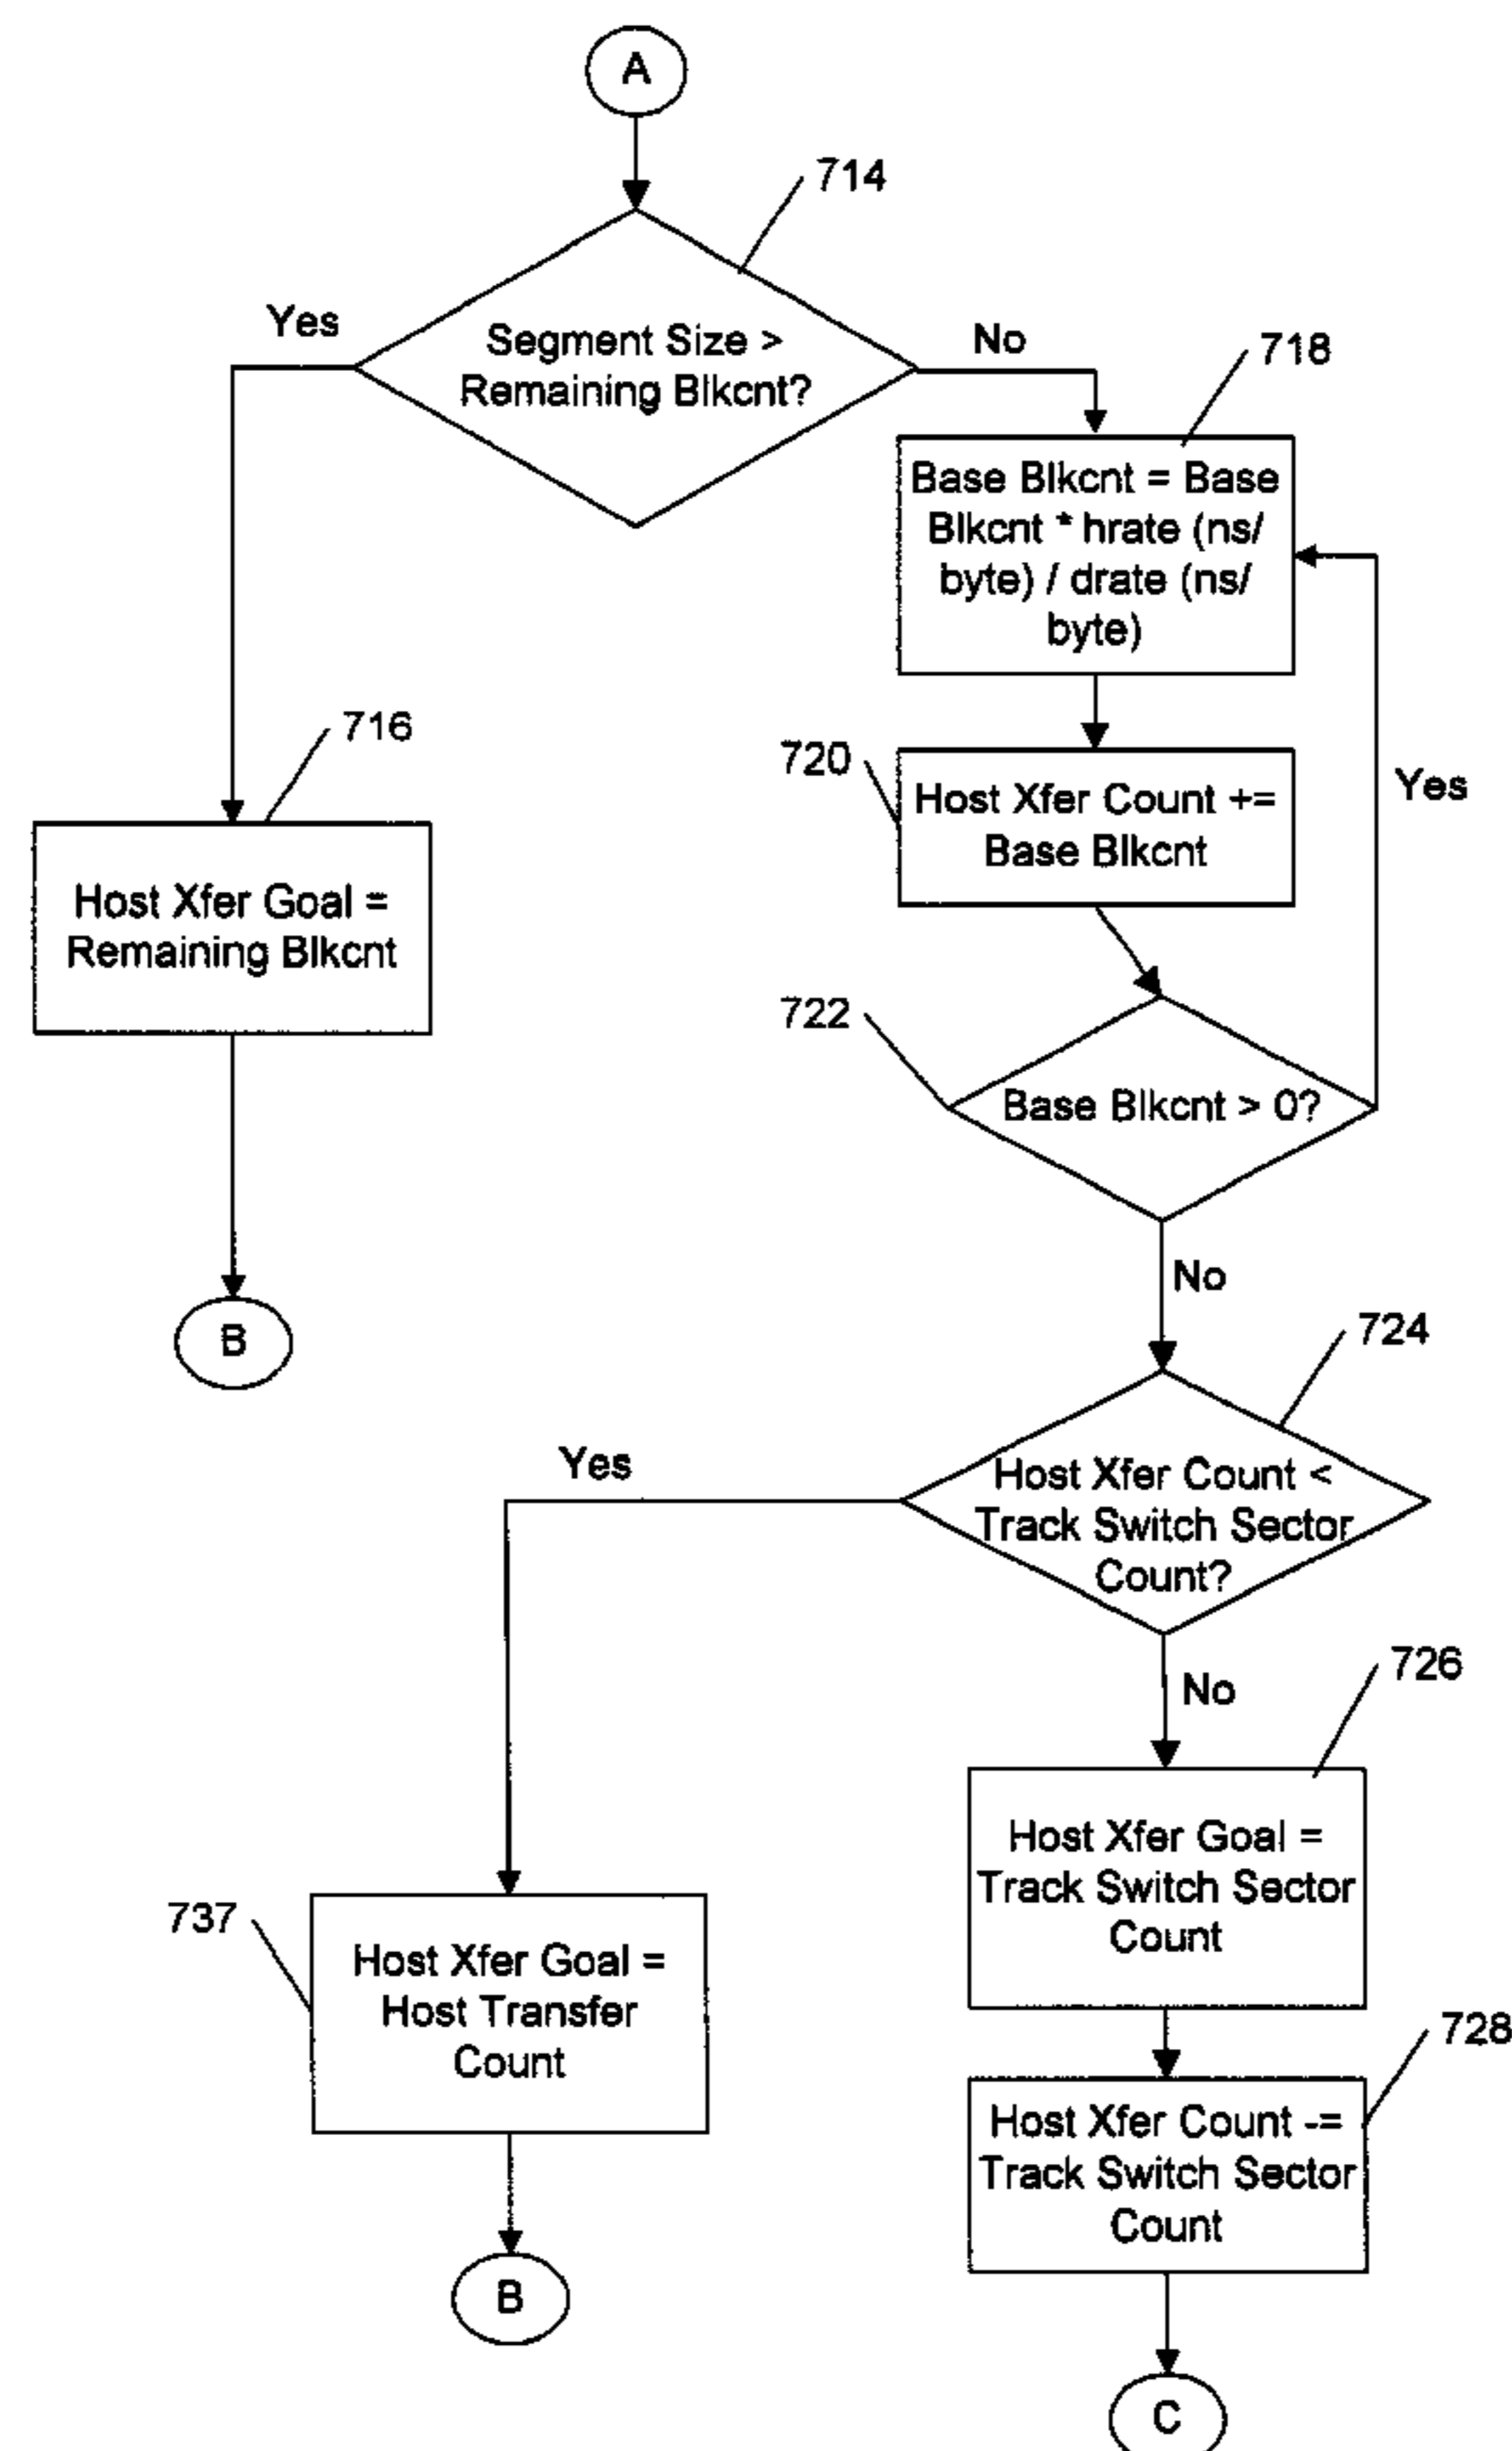 A
714
Yes
Segment Size >
Remaining Blkcnt?
No
718
Base Blkcnt = Base
Blkcnt * hrate (ns/
byte) / drate (ns/
byte)
716
720
Host Xfer Count +=
Base Blkcnt
Yes
Host Xfer Goal =
Remaining Blkcnt
722
Base Blkcnt > 0?
No
B
724
Yes
Host Xfer Count <
Track Switch Sector
Count?
726
No
Host Xfer Goal =
Track Switch Sector
Count
737
Host Xfer Goal =
Host Transfer
Count
728
Host Xfer Count -=
Track Switch Sector
Count
B
C